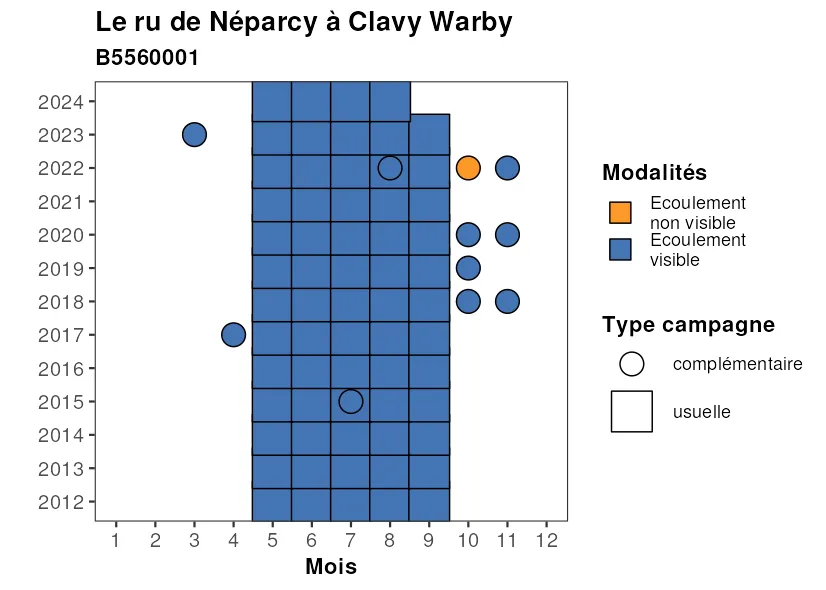 Le ru de Néparcy à Clavy Warby
B5560001
2024
2023
2022
2021
2020
2019
2018
2017
2016
2015
2014
2013
2012
1 2 3 4 5 6 7 8 9 10 11 12
Mois
Modalités
Ecoulement
non visible
Ecoulement
visible
Type campagne
complémentaire
usuelle